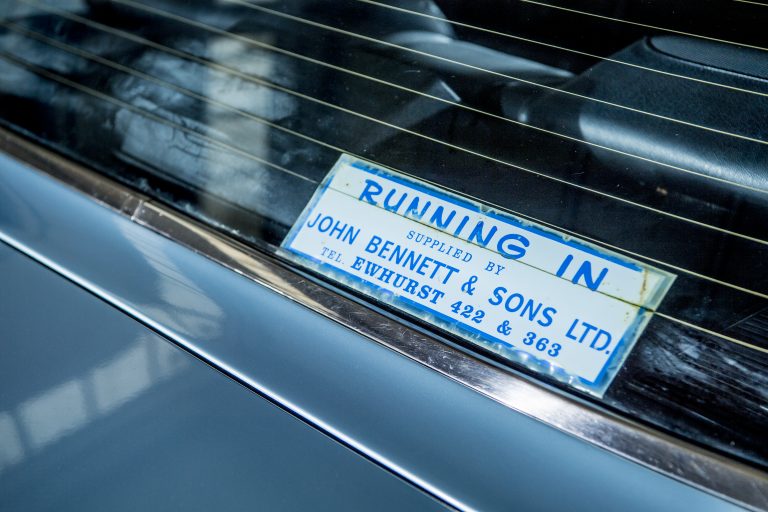 RUNNING IN
SUPPLIED BY
JOHN BENNETT & SONS LTD.
TEL. EWHURST 422 & 363